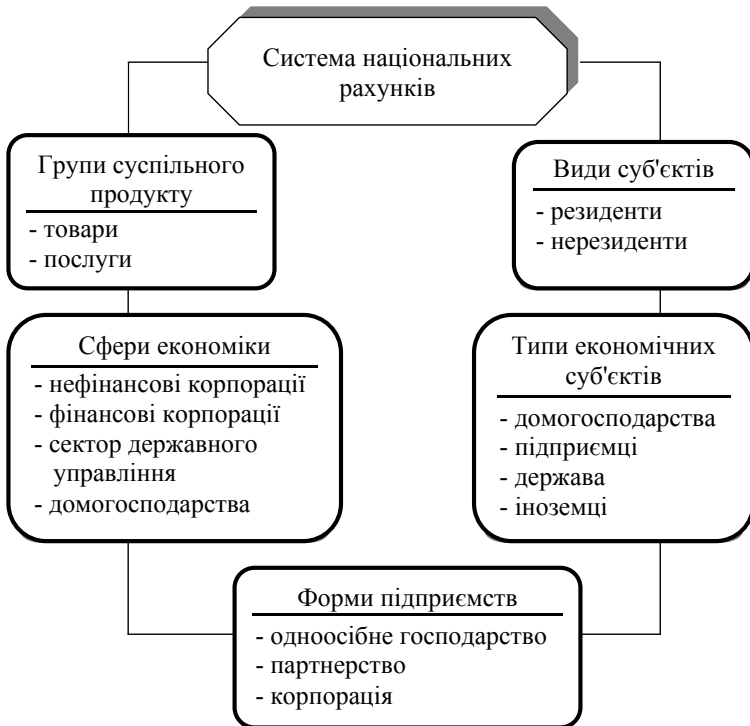 Система національних
рахунків
Групи суспільного
продукту
- товари
- послуги
Види суб'єктів
- резиденти
- нерезиденти
Сфери економіки
- нефінансові корпорації
- фінансові корпорації
- сектор державного
управління
- домогосподарства
Типи економічних
суб'єктів
- домогосподарства
- підприємці
- держава
- іноземці
Форми підприємств
- одноосібне господарство
- партнерство
- корпорація